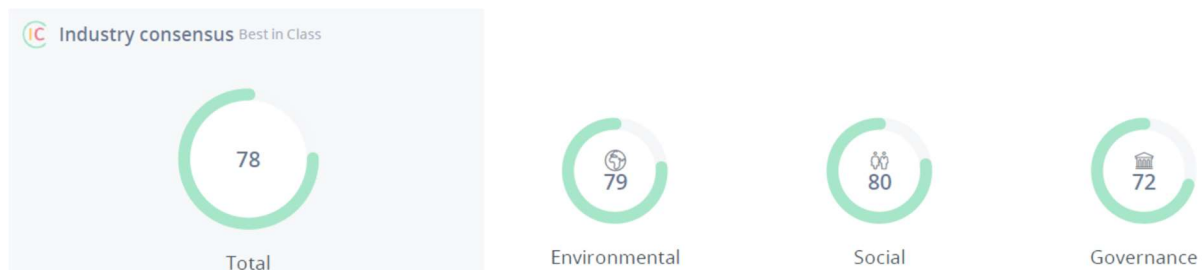 IC Industry consensus Best in Class
78
79
80
72
Total
Environmental
Social
Governance